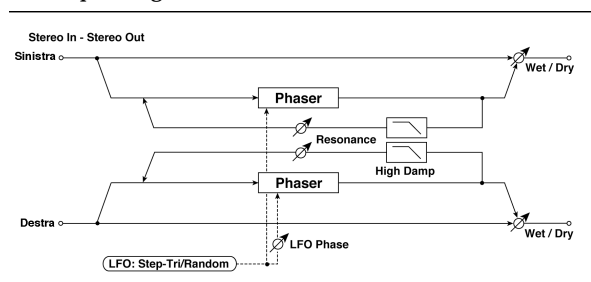 Stereo In - Stereo Out
Sinistra
Wet / Dry
Phaser
Resonance
High Damp
Phaser
Destra
Wet / Dry
LFO Phase
LFO: Step-Tri/Random